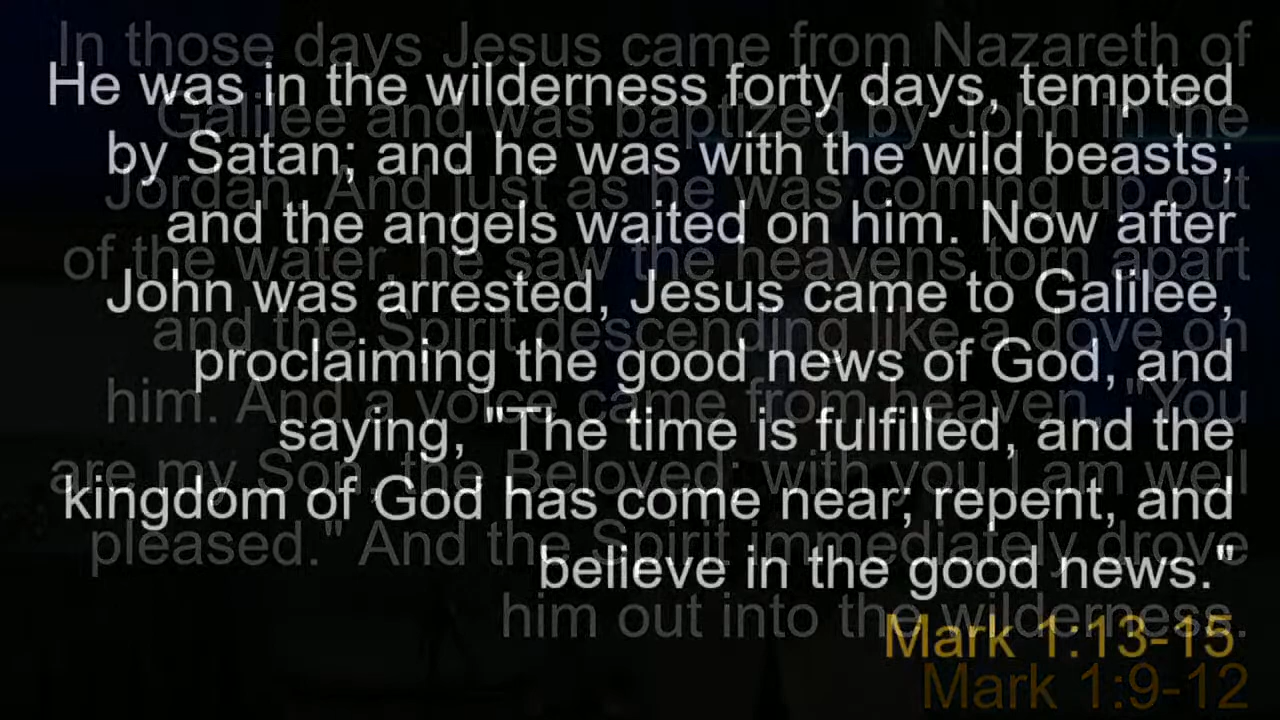 In those days Jesus came from Nazareth of
Galilee and was baptized by John in the
Jordan. And just as he was coming up out
of the water, he saw the heavens torn apart
and the Spirit descending like a dove on
him. And a voice came from heaven, "You
are my Son, the Beloved; with you I am well
pleased." And the Spirit immediately drove
him out into the wilderness.
Mark 1:9-12
He was in the wilderness forty days, tempted
by Satan; and he was with the wild beasts;
and the angels waited on him. Now after
John was arrested, Jesus came to Galilee,
proclaiming the good news of God, and
saying, "The time is fulfilled, and the
kingdom of God has come near; repent, and
believe in the good news."
Mark 1:13-15